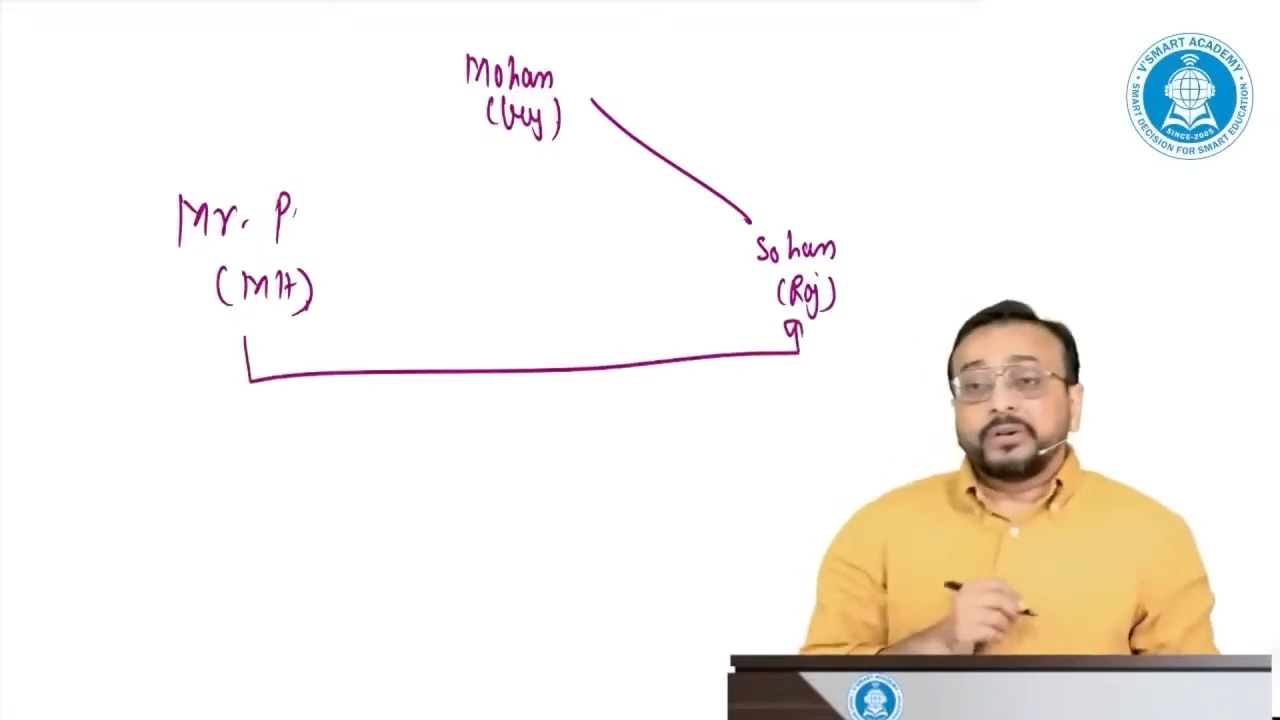 Mohan
(Guj)
Mr. P.
(MH)
Sohan
(Raj)
V'SMART ACADEMY
SMART DECISION FOR SMART EDUCATION
SINCE-2005